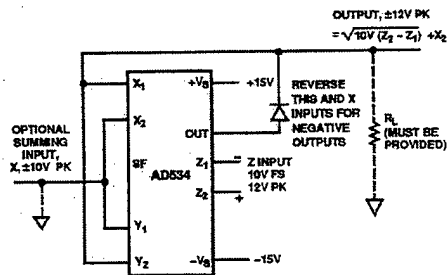 OUTPUT, ±12V PK
= √10V (Z₂ – Z₁) +X₂
X₁
+Vs
+15V
REVERSE
THIS AND X
INPUTS FOR
NEGATIVE
OUTPUTS
X₂
OUT
OPTIONAL
SUMMING
INPUT,
X, ±10V PK
SF
AD534
Z₁
–
Z INPUT
10V FS
12V PK
Z₂
+
RL
(MUST BE
PROVIDED)
Y₁
Y₂
–Vs
–15V